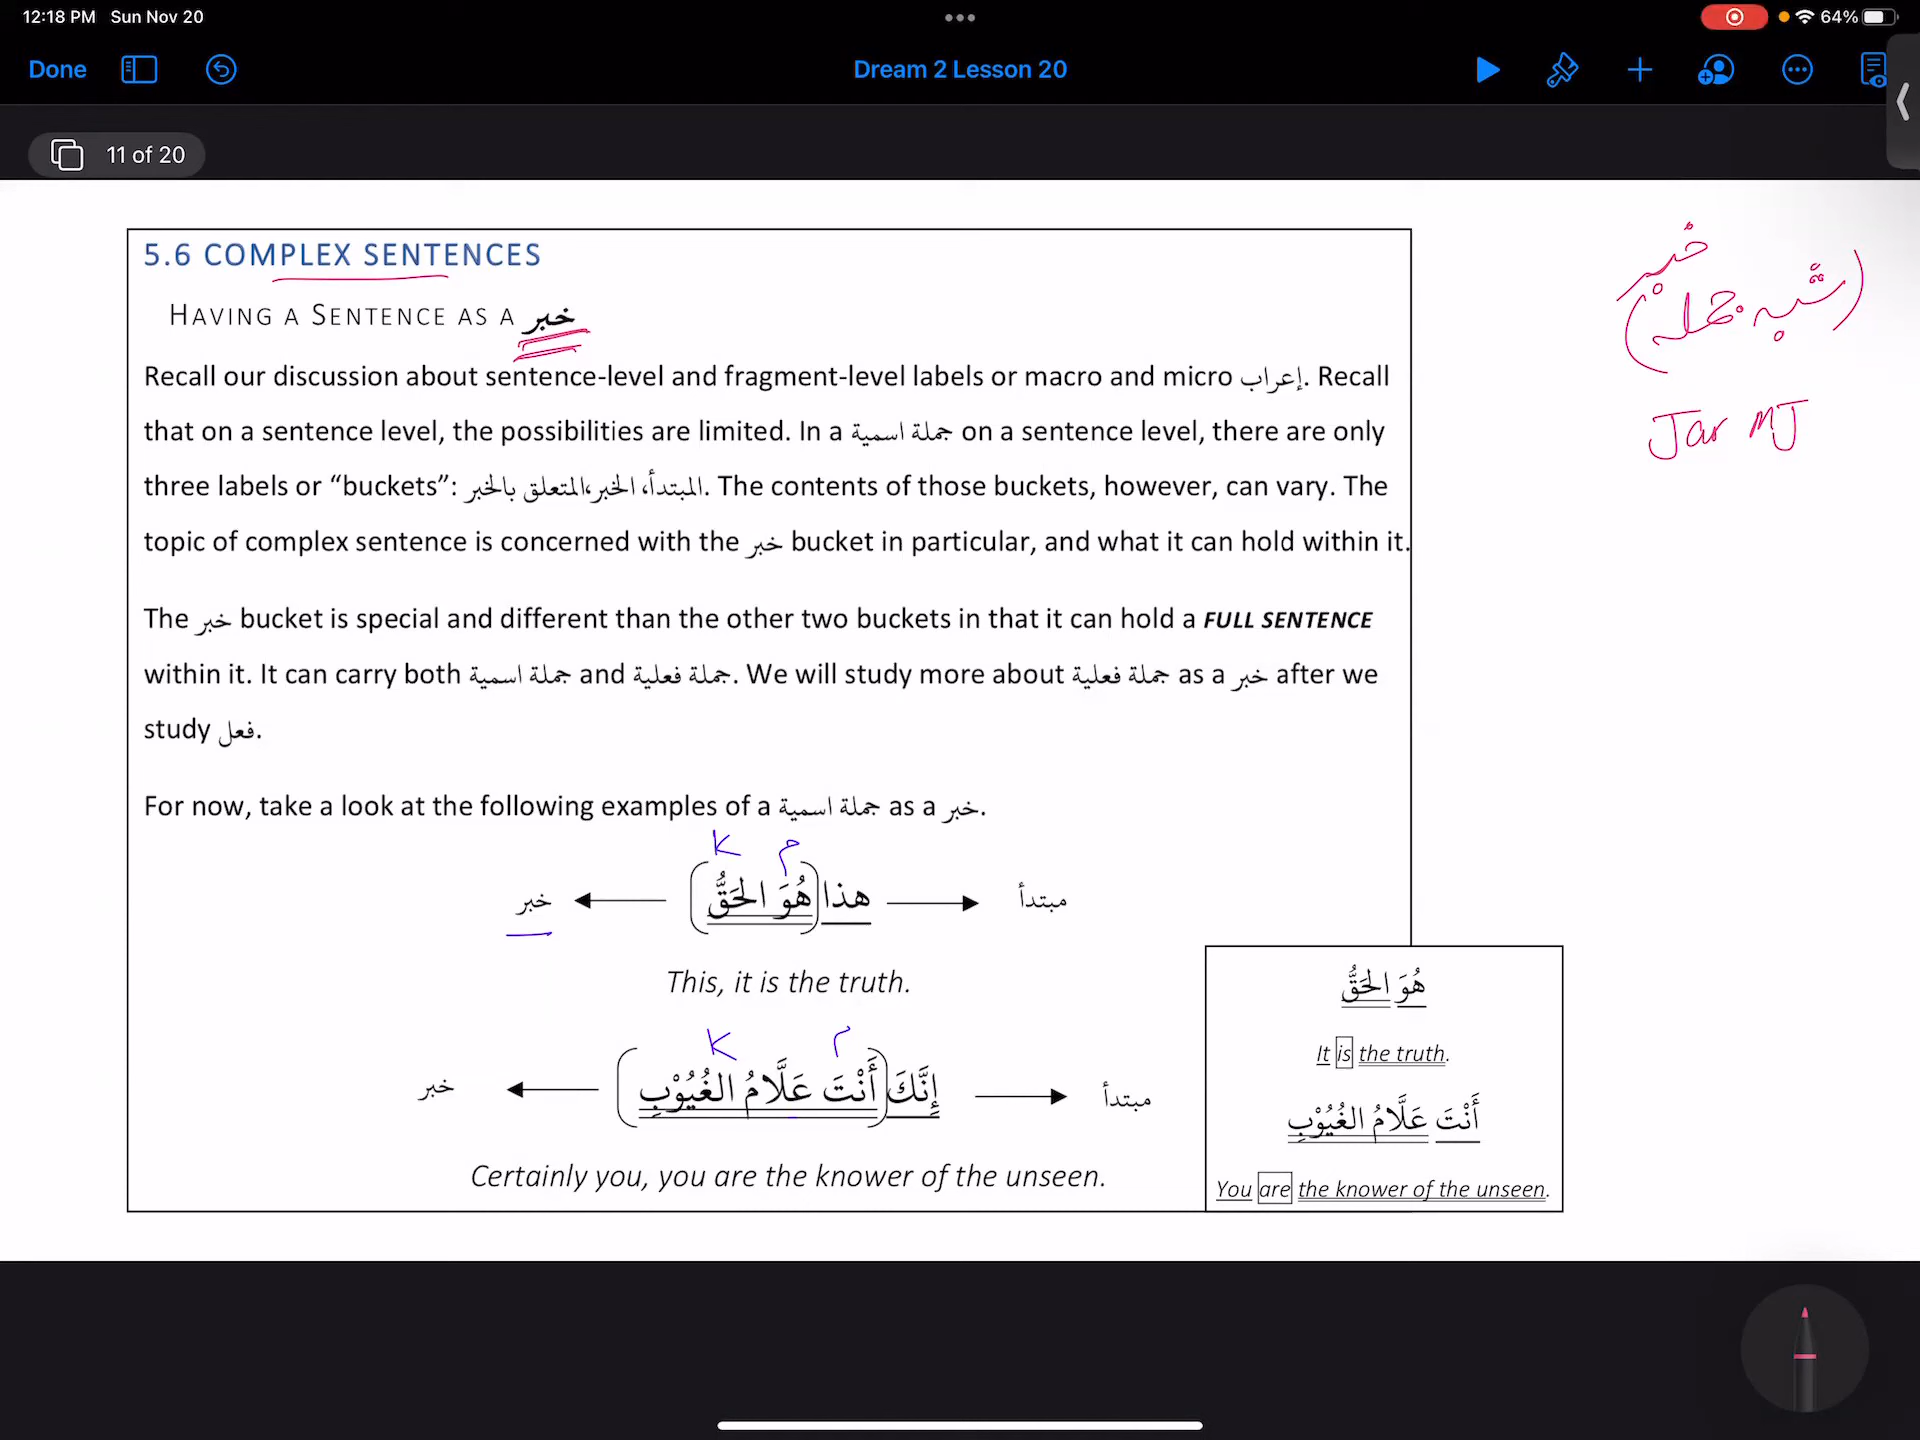 12:18 PM Sun Nov 20
64%
Done
Dream 2 Lesson 20
11 of 20
5.6 COMPLEX SENTENCES
HAVING A SENTENCE AS A خبر
Recall our discussion about sentence-level and fragment-level labels or macro and micro إعراب. Recall
that on a sentence level, the possibilities are limited. In a جملة اسمية on a sentence level, there are only
three labels or “buckets”: المبتدأ، الخبر،المتعلق بالخبر. The contents of those buckets, however, can vary. The
topic of complex sentence is concerned with the خبر bucket in particular, and what it can hold within it.
The خبر bucket is special and different than the other two buckets in that it can hold a FULL SENTENCE
within it. It can carry both جملة اسمية and جملة فعلية. We will study more about جملة فعلية as a خبر after we
study فعل.
For now, take a look at the following examples of a جملة اسمية as a خبر.
K م
مبتدأ هذا هُوَ الحَقُّ خبر
This, it is the truth.
K م
مبتدأ إِنَّكَ أَنْتَ عَلَّامُ الغُيُوْبِ خبر
Certainly you, you are the knower of the unseen.
هُوَ الحَقُّ
It is the truth.
أَنْتَ عَلَّامُ الغُيُوْبِ
You are the knower of the unseen.
خبر
(شبه جملة)
Jar MJ